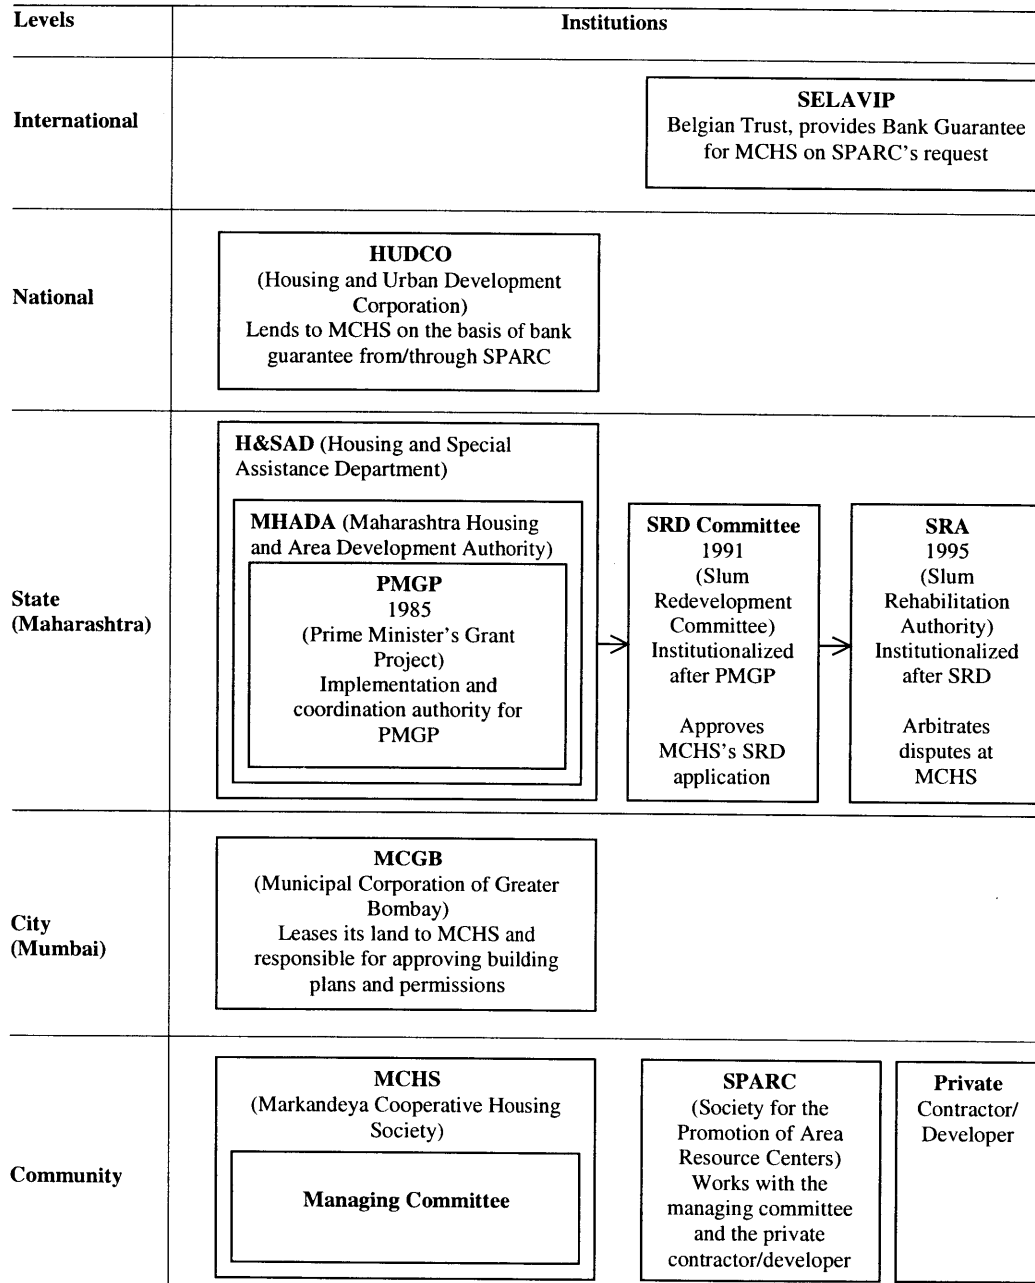 Levels
Institutions
International
SELAVIP
Belgian Trust, provides Bank Guarantee
for MCHS on SPARC's request
National
HUDCO
(Housing and Urban Development
Corporation)
Lends to MCHS on the basis of bank
guarantee from/through SPARC
State
(Maharashtra)
H&SAD (Housing and Special
Assistance Department)
MHADA (Maharashtra Housing
and Area Development Authority)
PMGP
1985
(Prime Minister's Grant
Project)
Implementation and
coordination authority for
PMGP
SRD Committee
1991
(Slum
Redevelopment
Committee)
Institutionalized
after PMGP
Approves
MCHS's SRD
application
SRA
1995
(Slum
Rehabilitation
Authority)
Institutionalized
after SRD
Arbitrates
disputes at
MCHS
City
(Mumbai)
MCGB
(Municipal Corporation of Greater
Bombay)
Leases its land to MCHS and
responsible for approving building
plans and permissions
Community
MCHS
(Markandeya Cooperative Housing
Society)
Managing Committee
SPARC
(Society for the
Promotion of Area
Resource Centers)
Works with the
managing committee
and the private
contractor/developer
Private
Contractor/
Developer